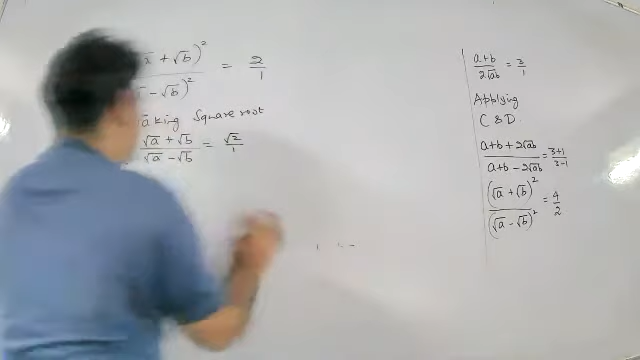 (√a + √b)² / (√a − √b)² = 2/1
Taking Square root
(√a + √b) / (√a − √b) = √2/1
(a+b) / 2√ab = 3/1
Applying
C & D.
(a+b+2√ab) / (a+b−2√ab) = (3+1)/(3−1)
(√a + √b)² / (√a − √b)² = 4/2